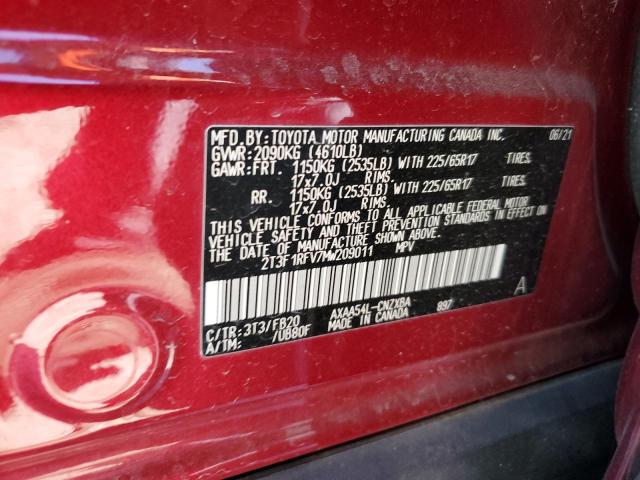 MFD. BY: TOYOTA MOTOR MANUFACTURING CANADA INC. 06/21
GVWR: 2090KG (4610LB)
GAWR: FRT. 1150KG (2535LB) WITH 225/65R17 TIRES,
17x7.0J RIMS,
RR. 1150KG (2535LB) WITH 225/65R17 TIRES,
17x7.0J RIMS,
THIS VEHICLE CONFORMS TO ALL APPLICABLE FEDERAL MOTOR
VEHICLE SAFETY AND THEFT PREVENTION STANDARDS IN EFFECT ON
THE DATE OF MANUFACTURE SHOWN ABOVE.
2T3F1RFV7MW209011 MPV
C/TR: 3T3/FB20 AXAA54L-CNZXBA 897 A
A/TM: /UB80F MADE IN CANADA